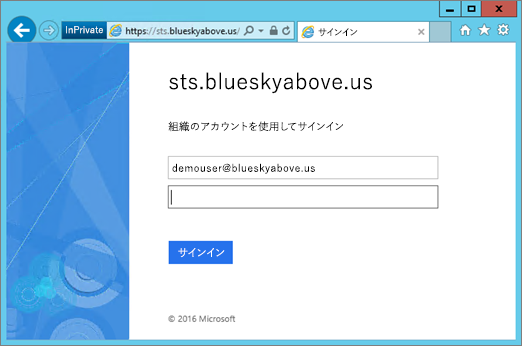 InPrivate
https://sts.blueskyabove.us/
サインイン
sts.blueskyabove.us
組織のアカウントを使用してサインイン
demouser@blueskyabove.us
サインイン
© 2016 Microsoft